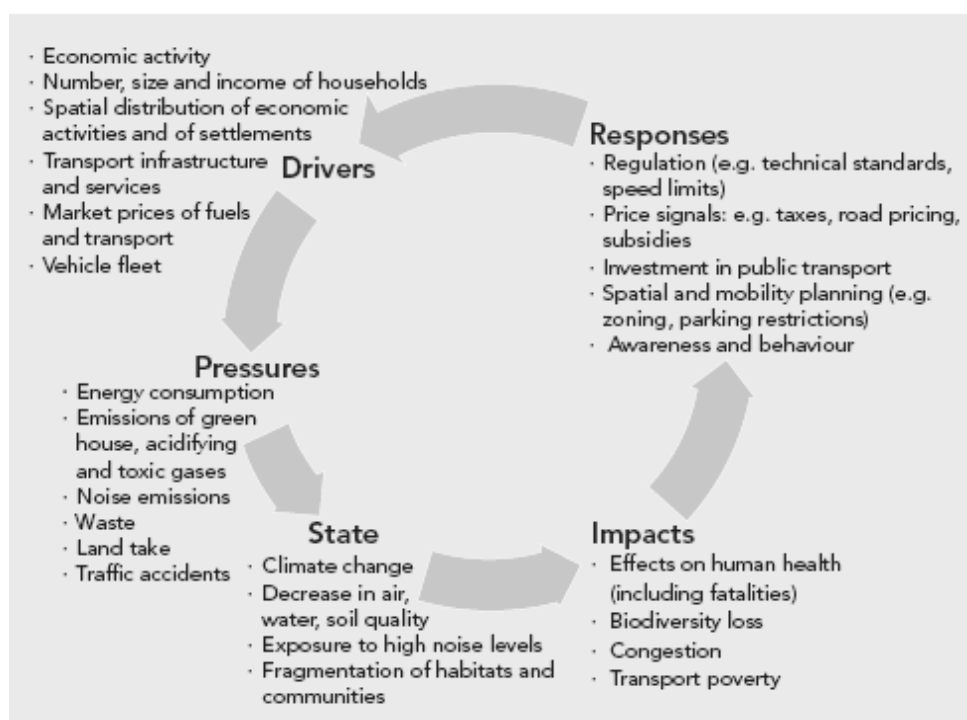 · Economic activity
· Number, size and income of households
· Spatial distribution of economic
activities and of settlements
· Transport infrastructure
and services
· Market prices of fuels
and transport
· Vehicle fleet
Drivers
Responses
· Regulation (e.g. technical standards,
speed limits)
· Price signals: e.g. taxes, road pricing,
subsidies
· Investment in public transport
· Spatial and mobility planning (e.g.
zoning, parking restrictions)
· Awareness and behaviour
Pressures
· Energy consumption
· Emissions of green
house, acidifying
and toxic gases
· Noise emissions
· Waste
· Land take
· Traffic accidents
State
· Climate change
· Decrease in air,
water, soil quality
· Exposure to high noise levels
· Fragmentation of habitats and
communities
Impacts
· Effects on human health
(including fatalities)
· Biodiversity loss
· Congestion
· Transport poverty